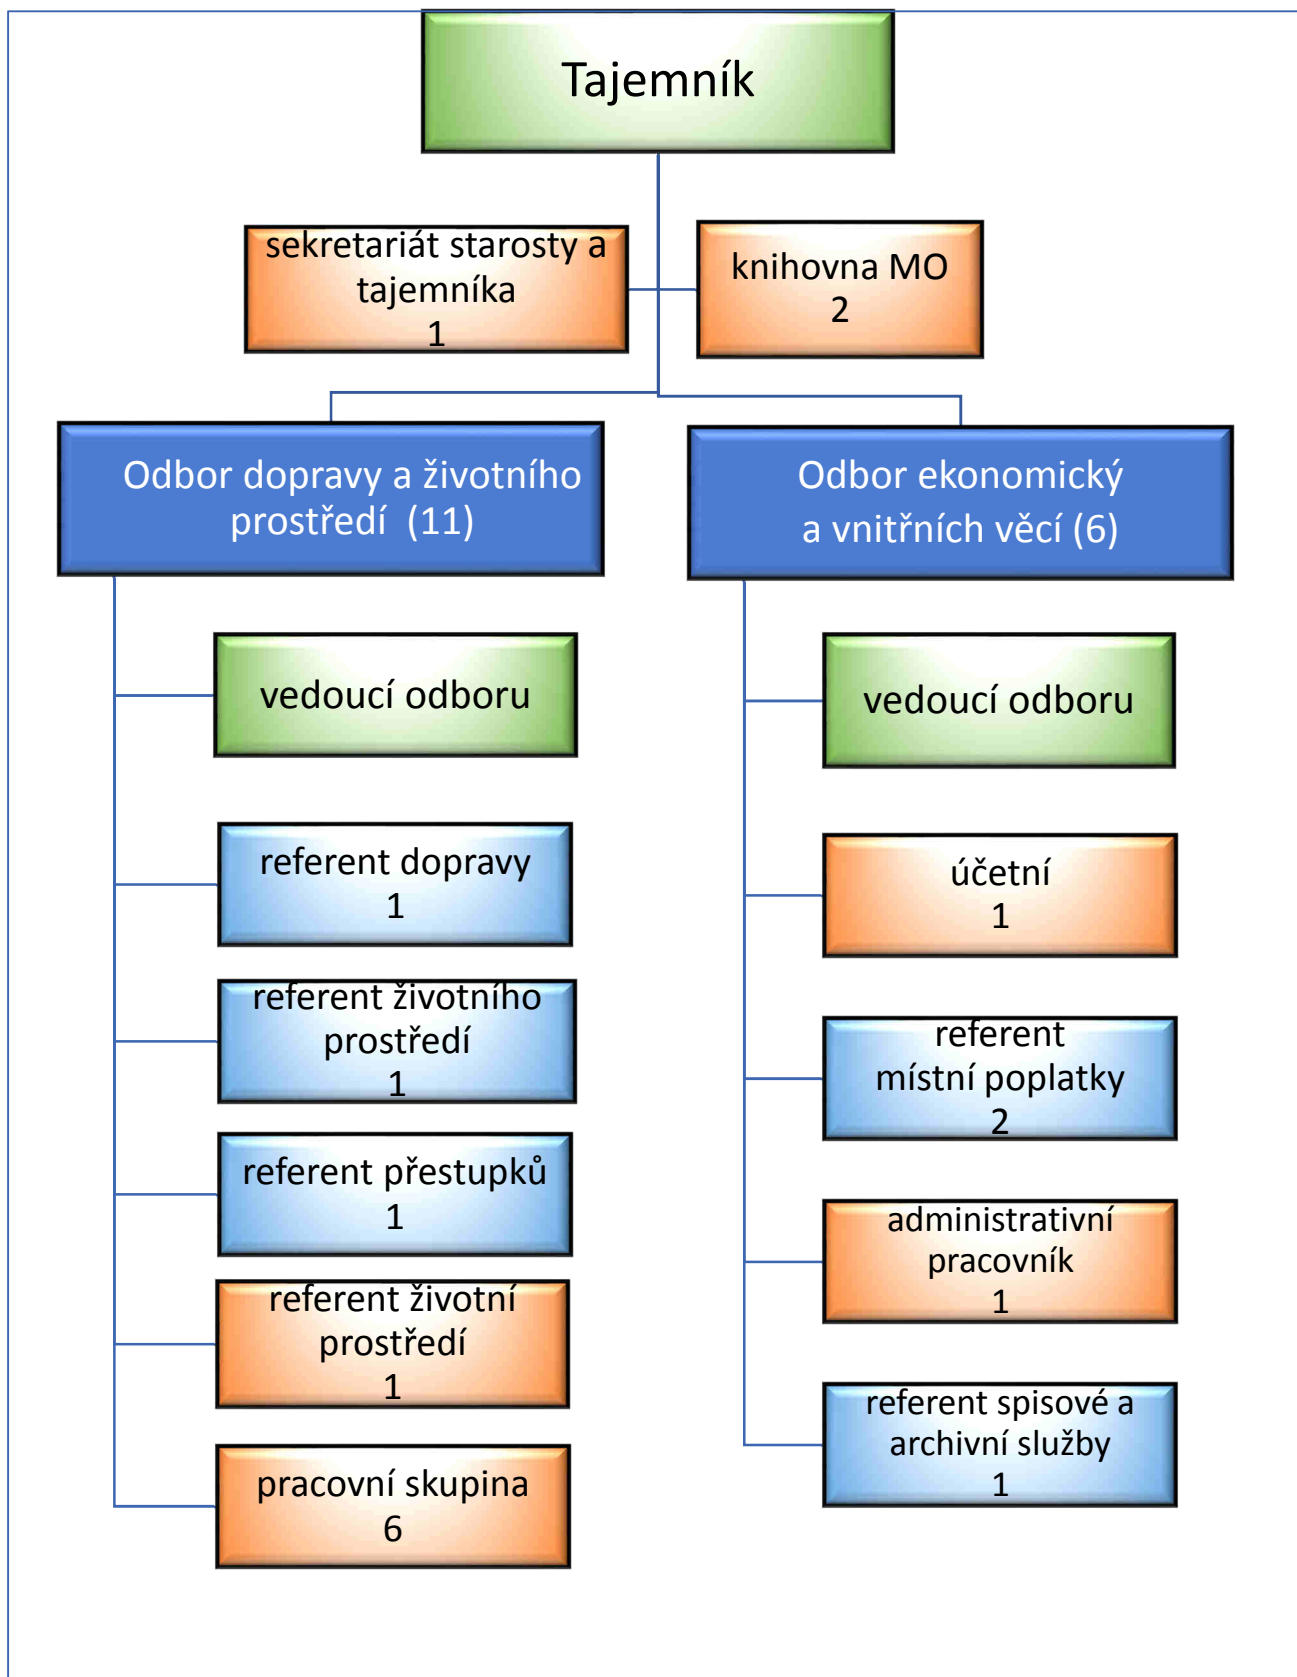 Tajemník
sekretariát starosty a
tajemníka
1
knihovna MO
2
Odbor dopravy a životního
prostředí (11)
Odbor ekonomický
a vnitřních věcí (6)
vedoucí odboru
referent dopravy
1
referent životního
prostředí
1
referent přestupků
1
referent životní
prostředí
1
pracovní skupina
6
vedoucí odboru
účetní
1
referent
místní poplatky
2
administrativní
pracovník
1
referent spisové a
archivní služby
1